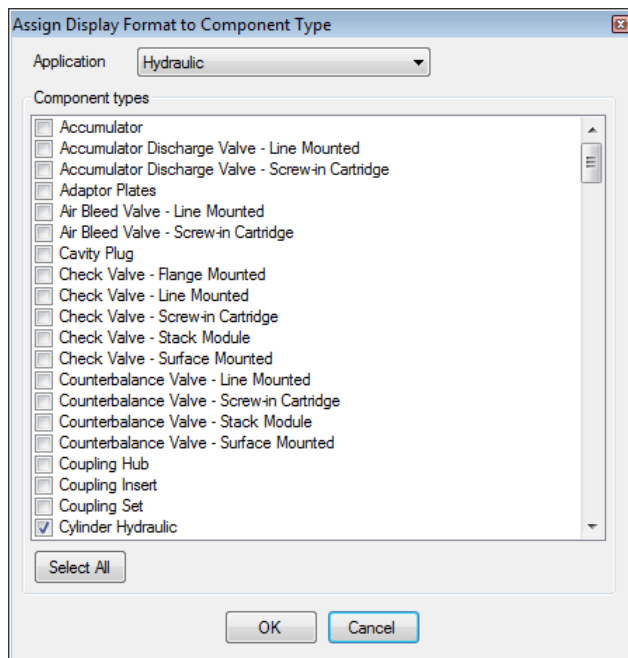 Assign Display Format to Component Type
Application Hydraulic
Component types
Accumulator
Accumulator Discharge Valve - Line Mounted
Accumulator Discharge Valve - Screw-in Cartridge
Adaptor Plates
Air Bleed Valve - Line Mounted
Air Bleed Valve - Screw-in Cartridge
Cavity Plug
Check Valve - Flange Mounted
Check Valve - Line Mounted
Check Valve - Screw-in Cartridge
Check Valve - Stack Module
Check Valve - Surface Mounted
Counterbalance Valve - Line Mounted
Counterbalance Valve - Screw-in Cartridge
Counterbalance Valve - Stack Module
Counterbalance Valve - Surface Mounted
Coupling Hub
Coupling Insert
Coupling Set
Cylinder Hydraulic
Select All
OK Cancel